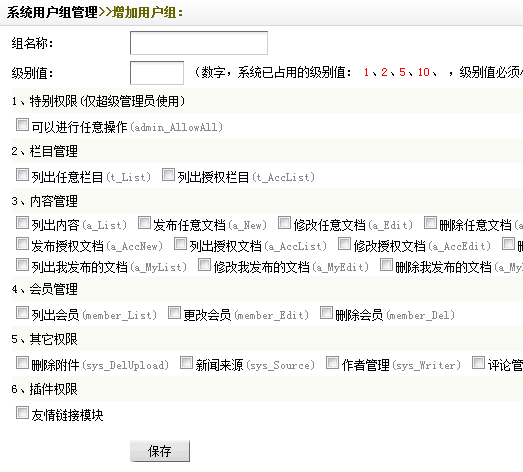 系统用户组管理>>增加用户组:
组名称:
级别值: (数字,系统已占用的级别值: 1、2、5、10、 ,级别值必须
1、特别权限(仅超级管理员使用)
可以进行任意操作(admin_AllowAll)
2、栏目管理
列出任意栏目(t_List) 列出授权栏目(t_AccList)
3、内容管理
列出内容(a_List) 发布任意文档(a_New) 修改任意文档(a_Edit) 删除任意文档(a
发布授权文档(a_AccNew) 列出授权文档(a_AccList) 修改授权文档(a_AccEdit)
列出我发布的文档(a_MyList) 修改我发布的文档(a_MyEdit) 删除我发布的文档(a_My
4、会员管理
列出会员(member_List) 更改会员(member_Edit) 删除会员(member_Del)
5、其它权限
删除附件(sys_DelUpload) 新闻来源(sys_Source) 作者管理(sys_Writer) 评论管
6、插件权限
友情链接模块
保存